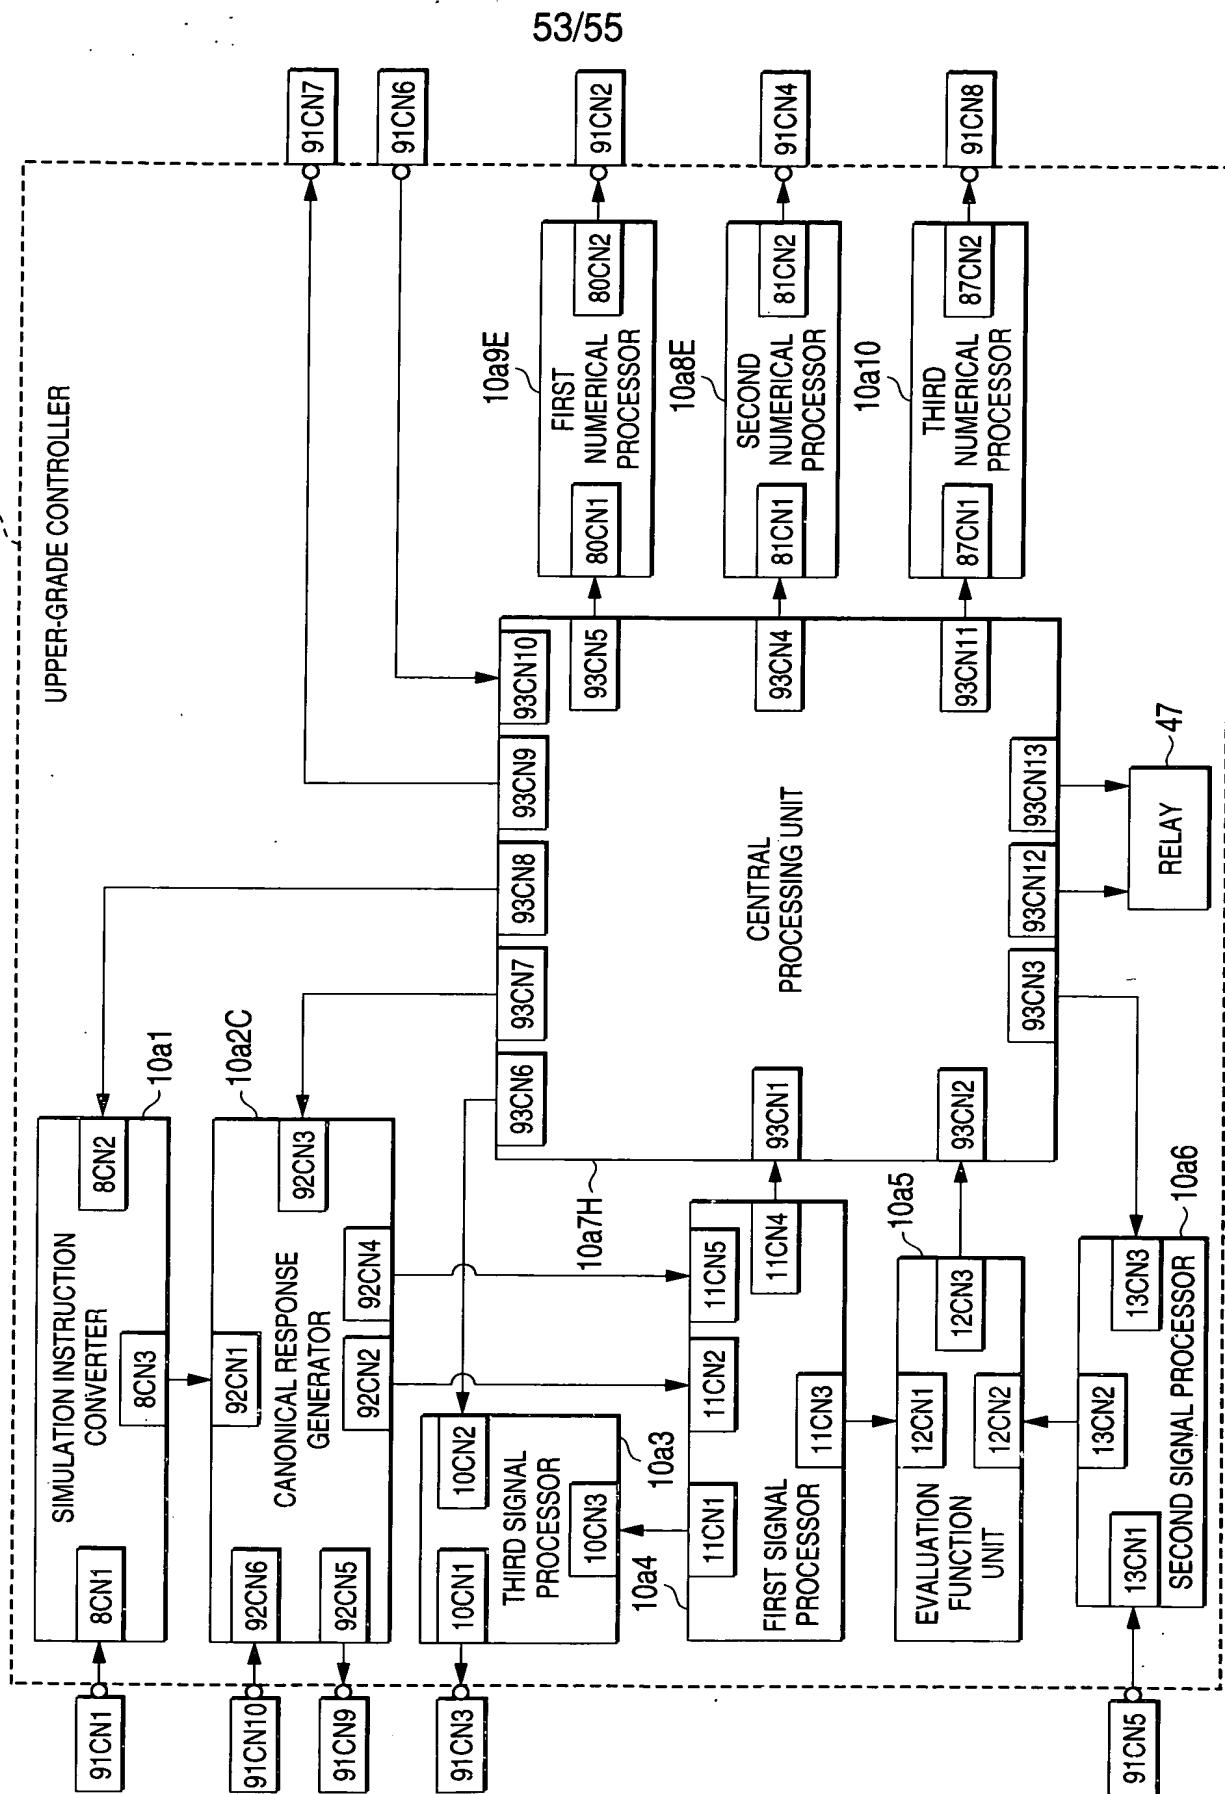 53/55
UPPER-GRADE CONTROLLER
91CN1
91CN10
91CN9
91CN3
91CN5
91CN7
91CN6
91CN2
91CN4
91CN8
SIMULATION INSTRUCTION
CONVERTER
8CN1
8CN2
8CN3
10a1
CANONICAL RESPONSE
GENERATOR
92CN6
92CN5
92CN1
92CN3
92CN2
92CN4
10a2C
THIRD SIGNAL
PROCESSOR
10CN1
10CN2
10CN3
10a3
FIRST SIGNAL
PROCESSOR
11CN1
11CN2
11CN5
11CN3
11CN4
10a4
EVALUATION
FUNCTION
UNIT
12CN1
12CN2
12CN3
10a5
SECOND SIGNAL PROCESSOR
13CN1
13CN2
13CN3
10a6
CENTRAL
PROCESSING UNIT
93CN6
93CN7
93CN8
93CN9
93CN10
93CN1
93CN2
93CN5
93CN4
93CN11
93CN3
93CN12
93CN13
10a7H
RELAY
47
FIRST
NUMERICAL
PROCESSOR
80CN1
80CN2
10a9E
SECOND
NUMERICAL
PROCESSOR
81CN1
81CN2
10a8E
THIRD
NUMERICAL
PROCESSOR
87CN1
87CN2
10a10